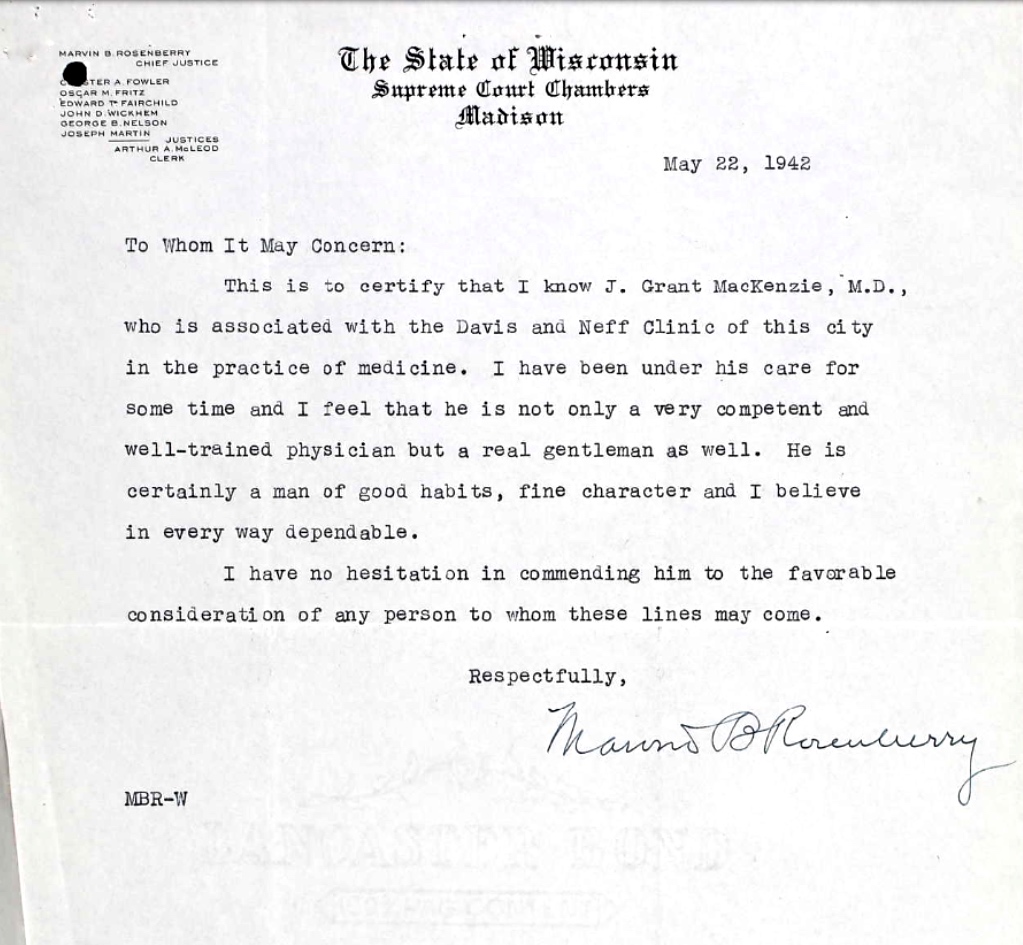 MARVIN B. ROSENBERRY
CHIEF JUSTICE
TER A. FOWLER
OSCAR M. FRITZ
EDWARD T. FAIRCHILD
JOHN D. WICKHEM
GEORGE B. NELSON
JOSEPH MARTIN
JUSTICES
ARTHUR A. McLEOD
CLERK
The State of Wisconsin
Supreme Court Chambers
Madison
May 22, 1942
To Whom It May Concern:
This is to certify that I know J. Grant MacKenzie, M.D.,
who is associated with the Davis and Neff Clinic of this city
in the practice of medicine. I have been under his care for
some time and I feel that he is not only a very competent and
well-trained physician but a real gentleman as well. He is
certainly a man of good habits, fine character and I believe
in every way dependable.
I have no hesitation in commending him to the favorable
consideration of any person to whom these lines may come.
Respectfully,
Marvin B Rosenberry
MBR-W